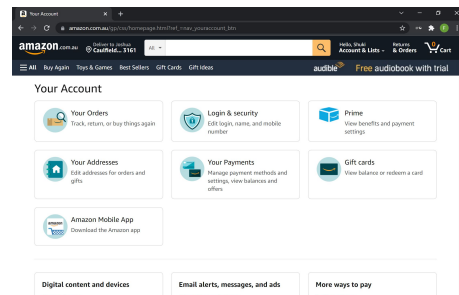 Your Account
amazon.com.au/gp/css/homepage.html?ref_=nav_youraccount_btn
amazon.com.au
Deliver to Joshua
Caulfield... 3161
All
Hello, Shuki
Account & Lists
Returns
& Orders
0
Cart
All Buy Again Toys & Games Best Sellers Gift Cards Gift Ideas
audible Free audiobook with trial
Your Account
Your Orders
Track, return, or buy things again
Login & security
Edit login, name, and mobile
number
Prime
View benefits and payment
settings
Your Addresses
Edit addresses for orders and
gifts
Your Payments
Manage payment methods and
settings, view balances and
offers
Gift cards
View balance or redeem a card
amazon
Amazon Mobile App
Download the Amazon app
Digital content and devices
Email alerts, messages, and ads
More ways to pay